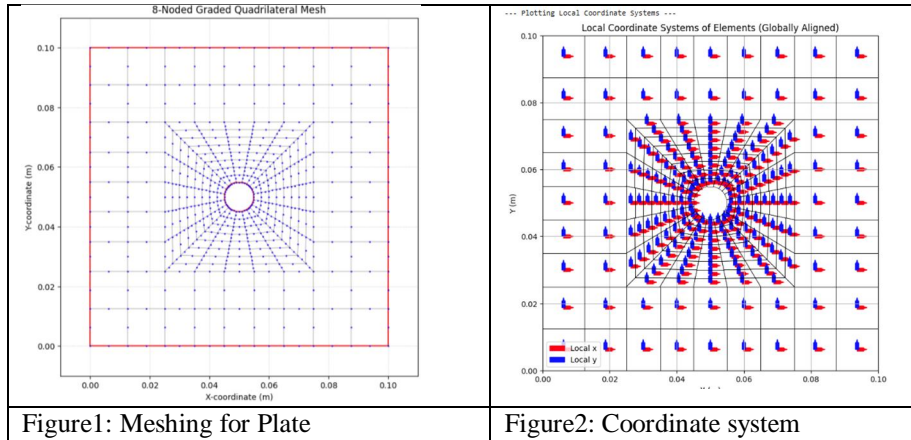 8-Noded Graded Quadrilateral Mesh
0.10
0.08
0.06
0.04
0.02
0.00
Y-coordinate (m)
0.00 0.02 0.04 0.06 0.08 0.10
X-coordinate (m)
Figure1: Meshing for Plate
--- Plotting Local Coordinate Systems ---
Local Coordinate Systems of Elements (Globally Aligned)
0.10
0.08
0.06
0.04
0.02
0.00
Y (m)
Local x
Local y
0.00 0.02 0.04 0.06 0.08 0.10
Figure2: Coordinate system